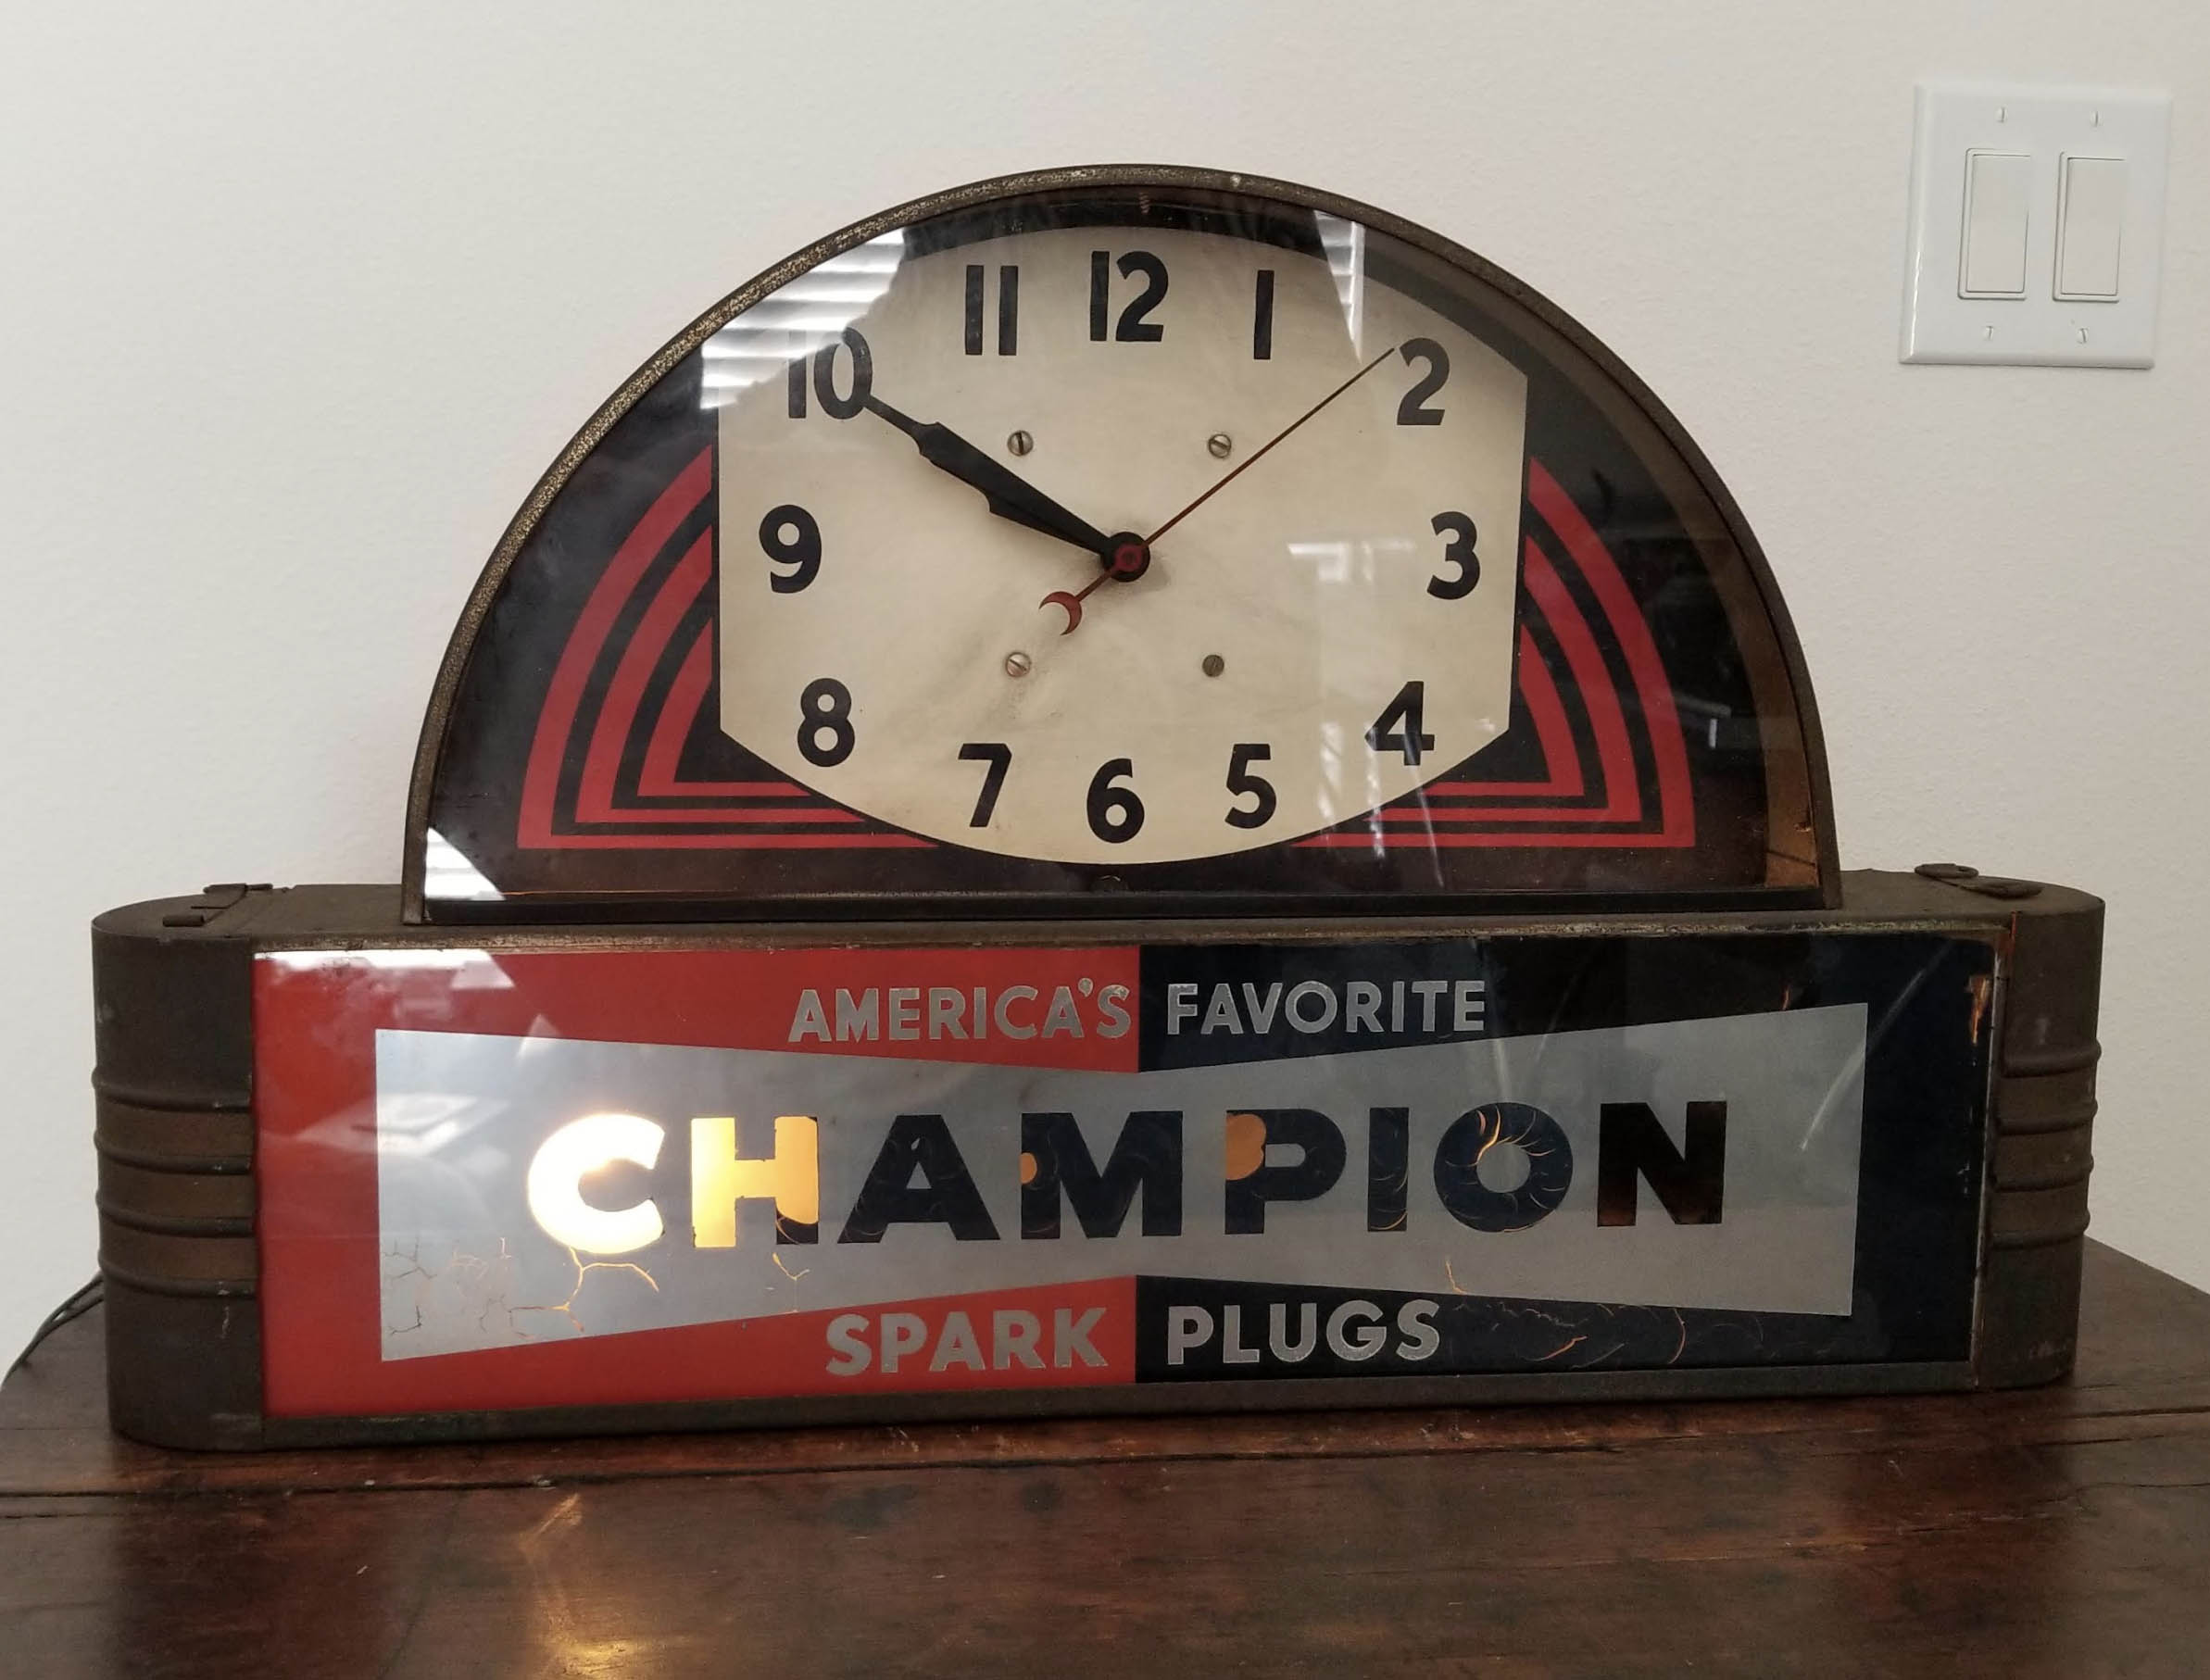 11 12 1
10 2
9 3
8 4
7 6 5
AMERICA'S FAVORITE
CHAMPION
SPARK PLUGS